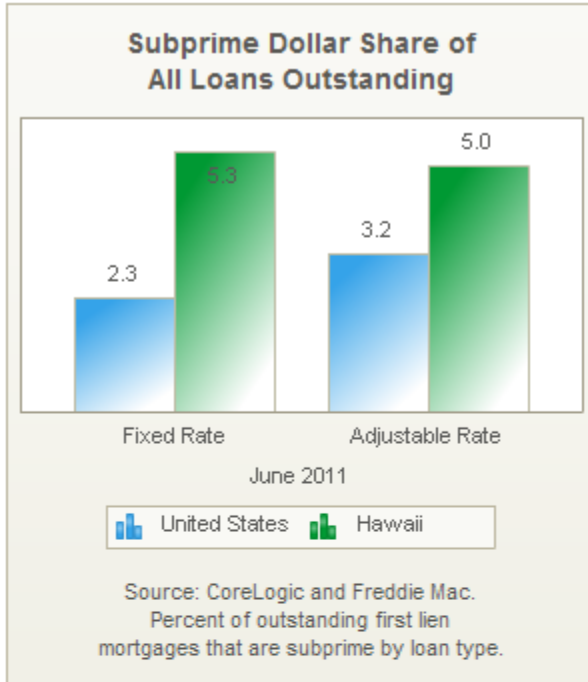 Subprime Dollar Share of
All Loans Outstanding
2.3
5.3
3.2
5.0
Fixed Rate
Adjustable Rate
June 2011
United States
Hawaii
Source: CoreLogic and Freddie Mac.
Percent of outstanding first lien
mortgages that are subprime by loan type.